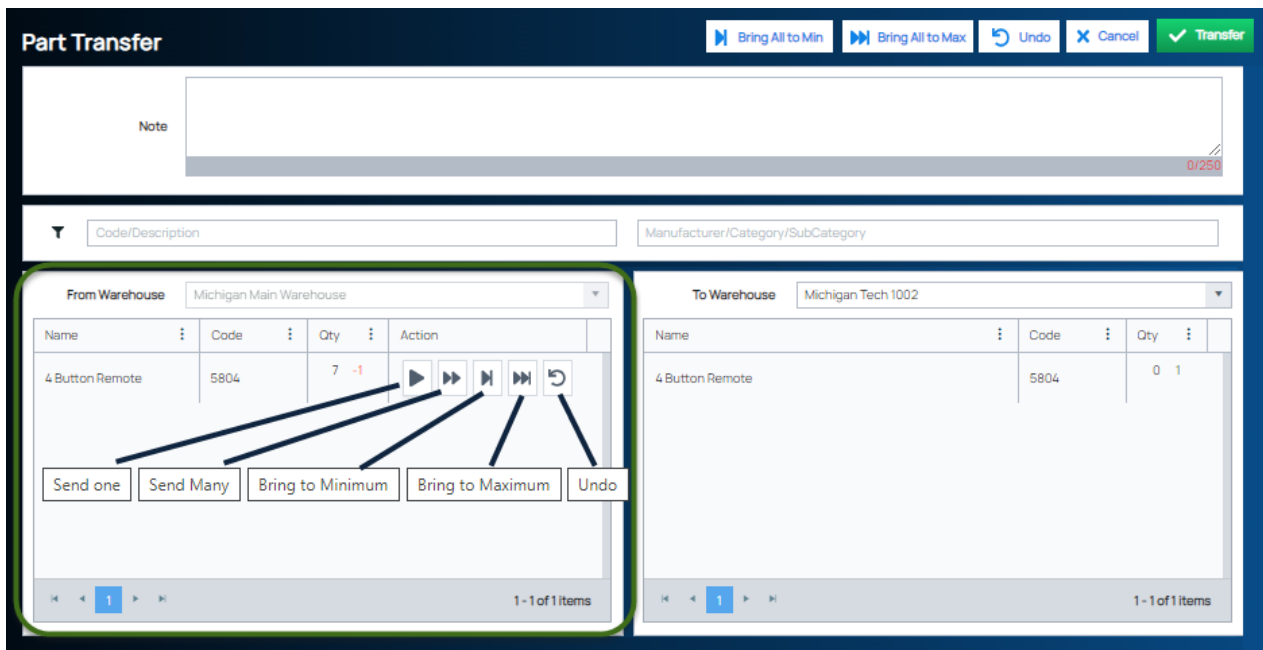 Part Transfer
Bring All to Min
Bring All to Max
Undo
Cancel
Transfer
Note
0/250
Code/Description
Manufacturer/Category/SubCategory
From Warehouse
Michigan Main Warehouse
Name Code Qty Action
4 Button Remote 5804 7 -1
Send one
Send Many
Bring to Minimum
Bring to Maximum
Undo
1
1 - 1 of 1 items
To Warehouse
Michigan Tech 1002
Name Code Qty
4 Button Remote 5804 0 1
1
1 - 1 of 1 items